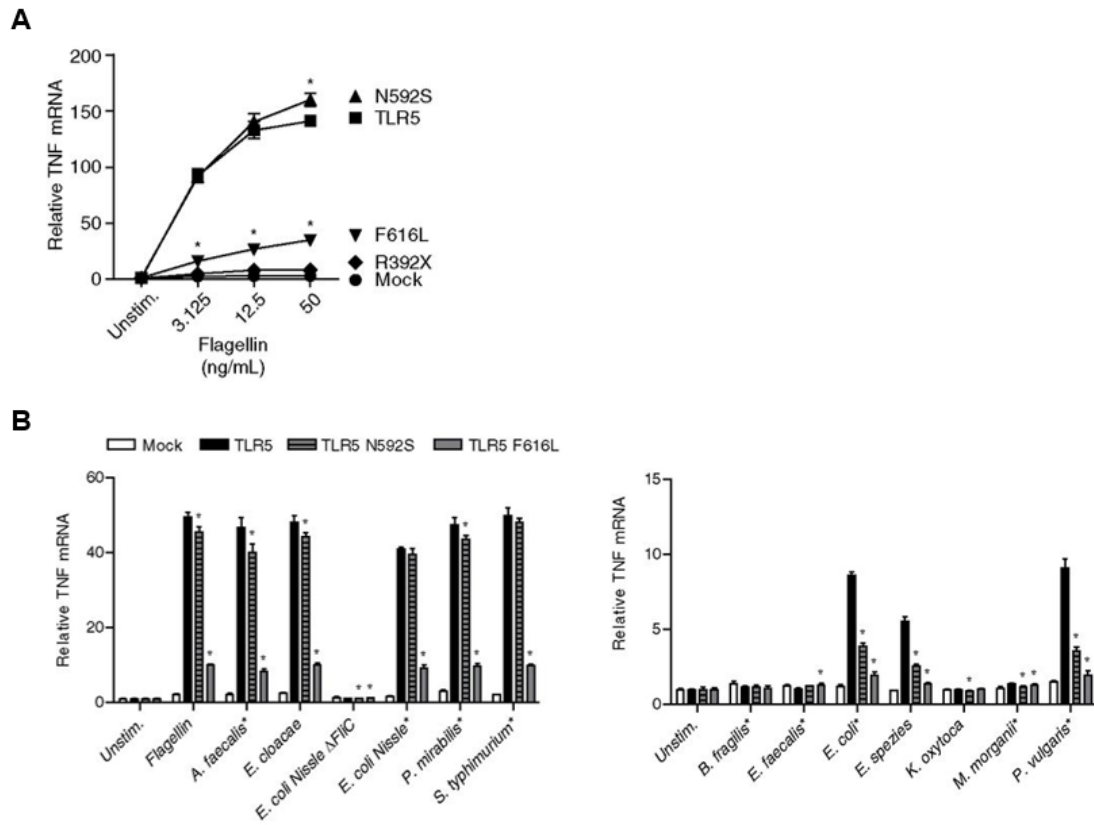 A
200
150
100
50
0
Relative TNF mRNA
*
* * *
N592S
TLR5
F616L
R392X
Mock
Unstim. 3.125 12.5 50
Flagellin
(ng/mL)
B
Mock TLR5 TLR5 N592S TLR5 F616L
60
40
20
0
Relative TNF mRNA
* * * * * * * * * * * *
Unstim. Flagellin A. faecalis* E. cloacae E. coli Nissle ΔFliC E. coli Nissle* P. mirabilis* S. typhimurium*
15
10
5
0
Relative TNF mRNA
* * * * * * * * * *
Unstim. B. fragilis* E. faecalis* E. coli* E. spezies K. oxytoca M. morganii* P. vulgaris*